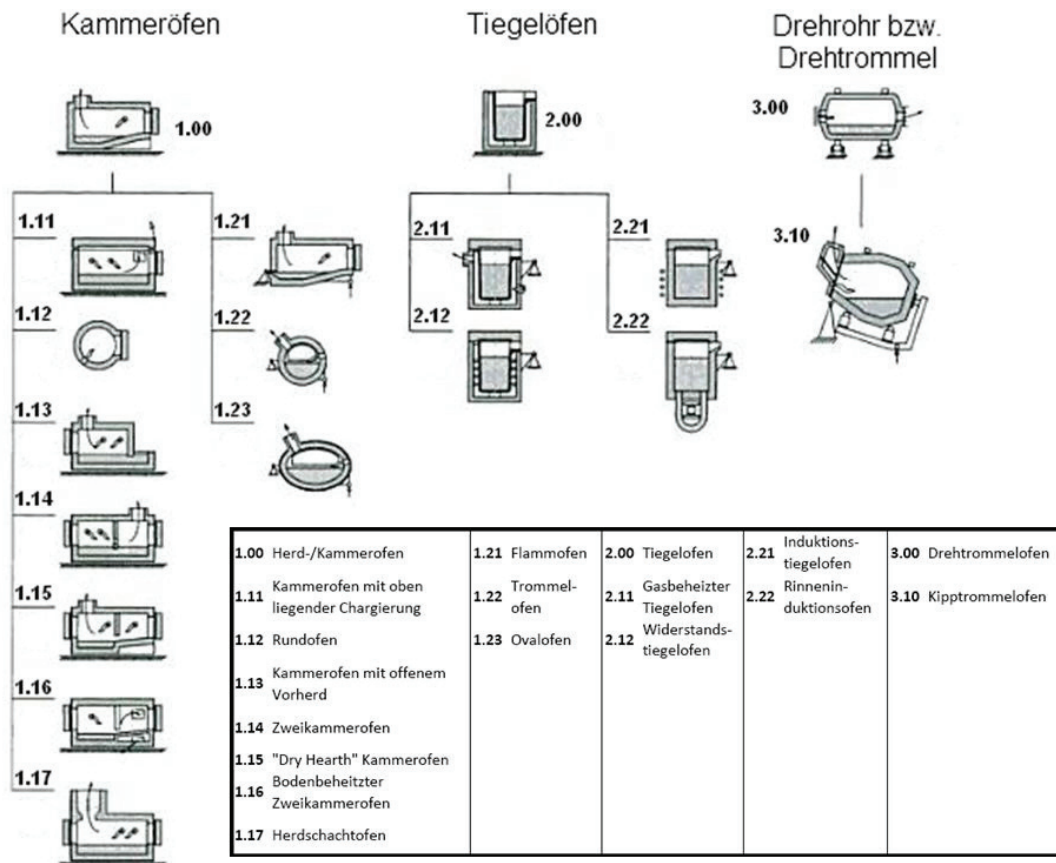 Kammeröfen
Tiegelöfen
Drehrohr bzw.
Drehtrommel
1.00
2.00
3.00
1.11
1.21
2.11
2.21
3.10
1.12
1.22
2.12
2.22
1.13
1.23
1.14
1.15
1.16
1.17
1.00 Herd-/Kammerofen
1.11 Kammerofen mit oben
liegender Chargierung
1.12 Rundofen
1.13 Kammerofen mit offenem
Vorherd
1.14 Zweikammerofen
1.15 "Dry Hearth" Kammerofen
1.16 Bodenbeheitzter
Zweikammerofen
1.17 Herdschachtofen
1.21 Flammofen
1.22 Trommel-
ofen
1.23 Ovalofen
2.00 Tiegelofen
2.11 Gasbeheizter
Tiegelofen
2.12 Widerstands-
tiegelofen
2.21 Induktions-
tiegelofen
2.22 Rinnenin-
duktionsofen
3.00 Drehtrommelofen
3.10 Kipptrommelofen